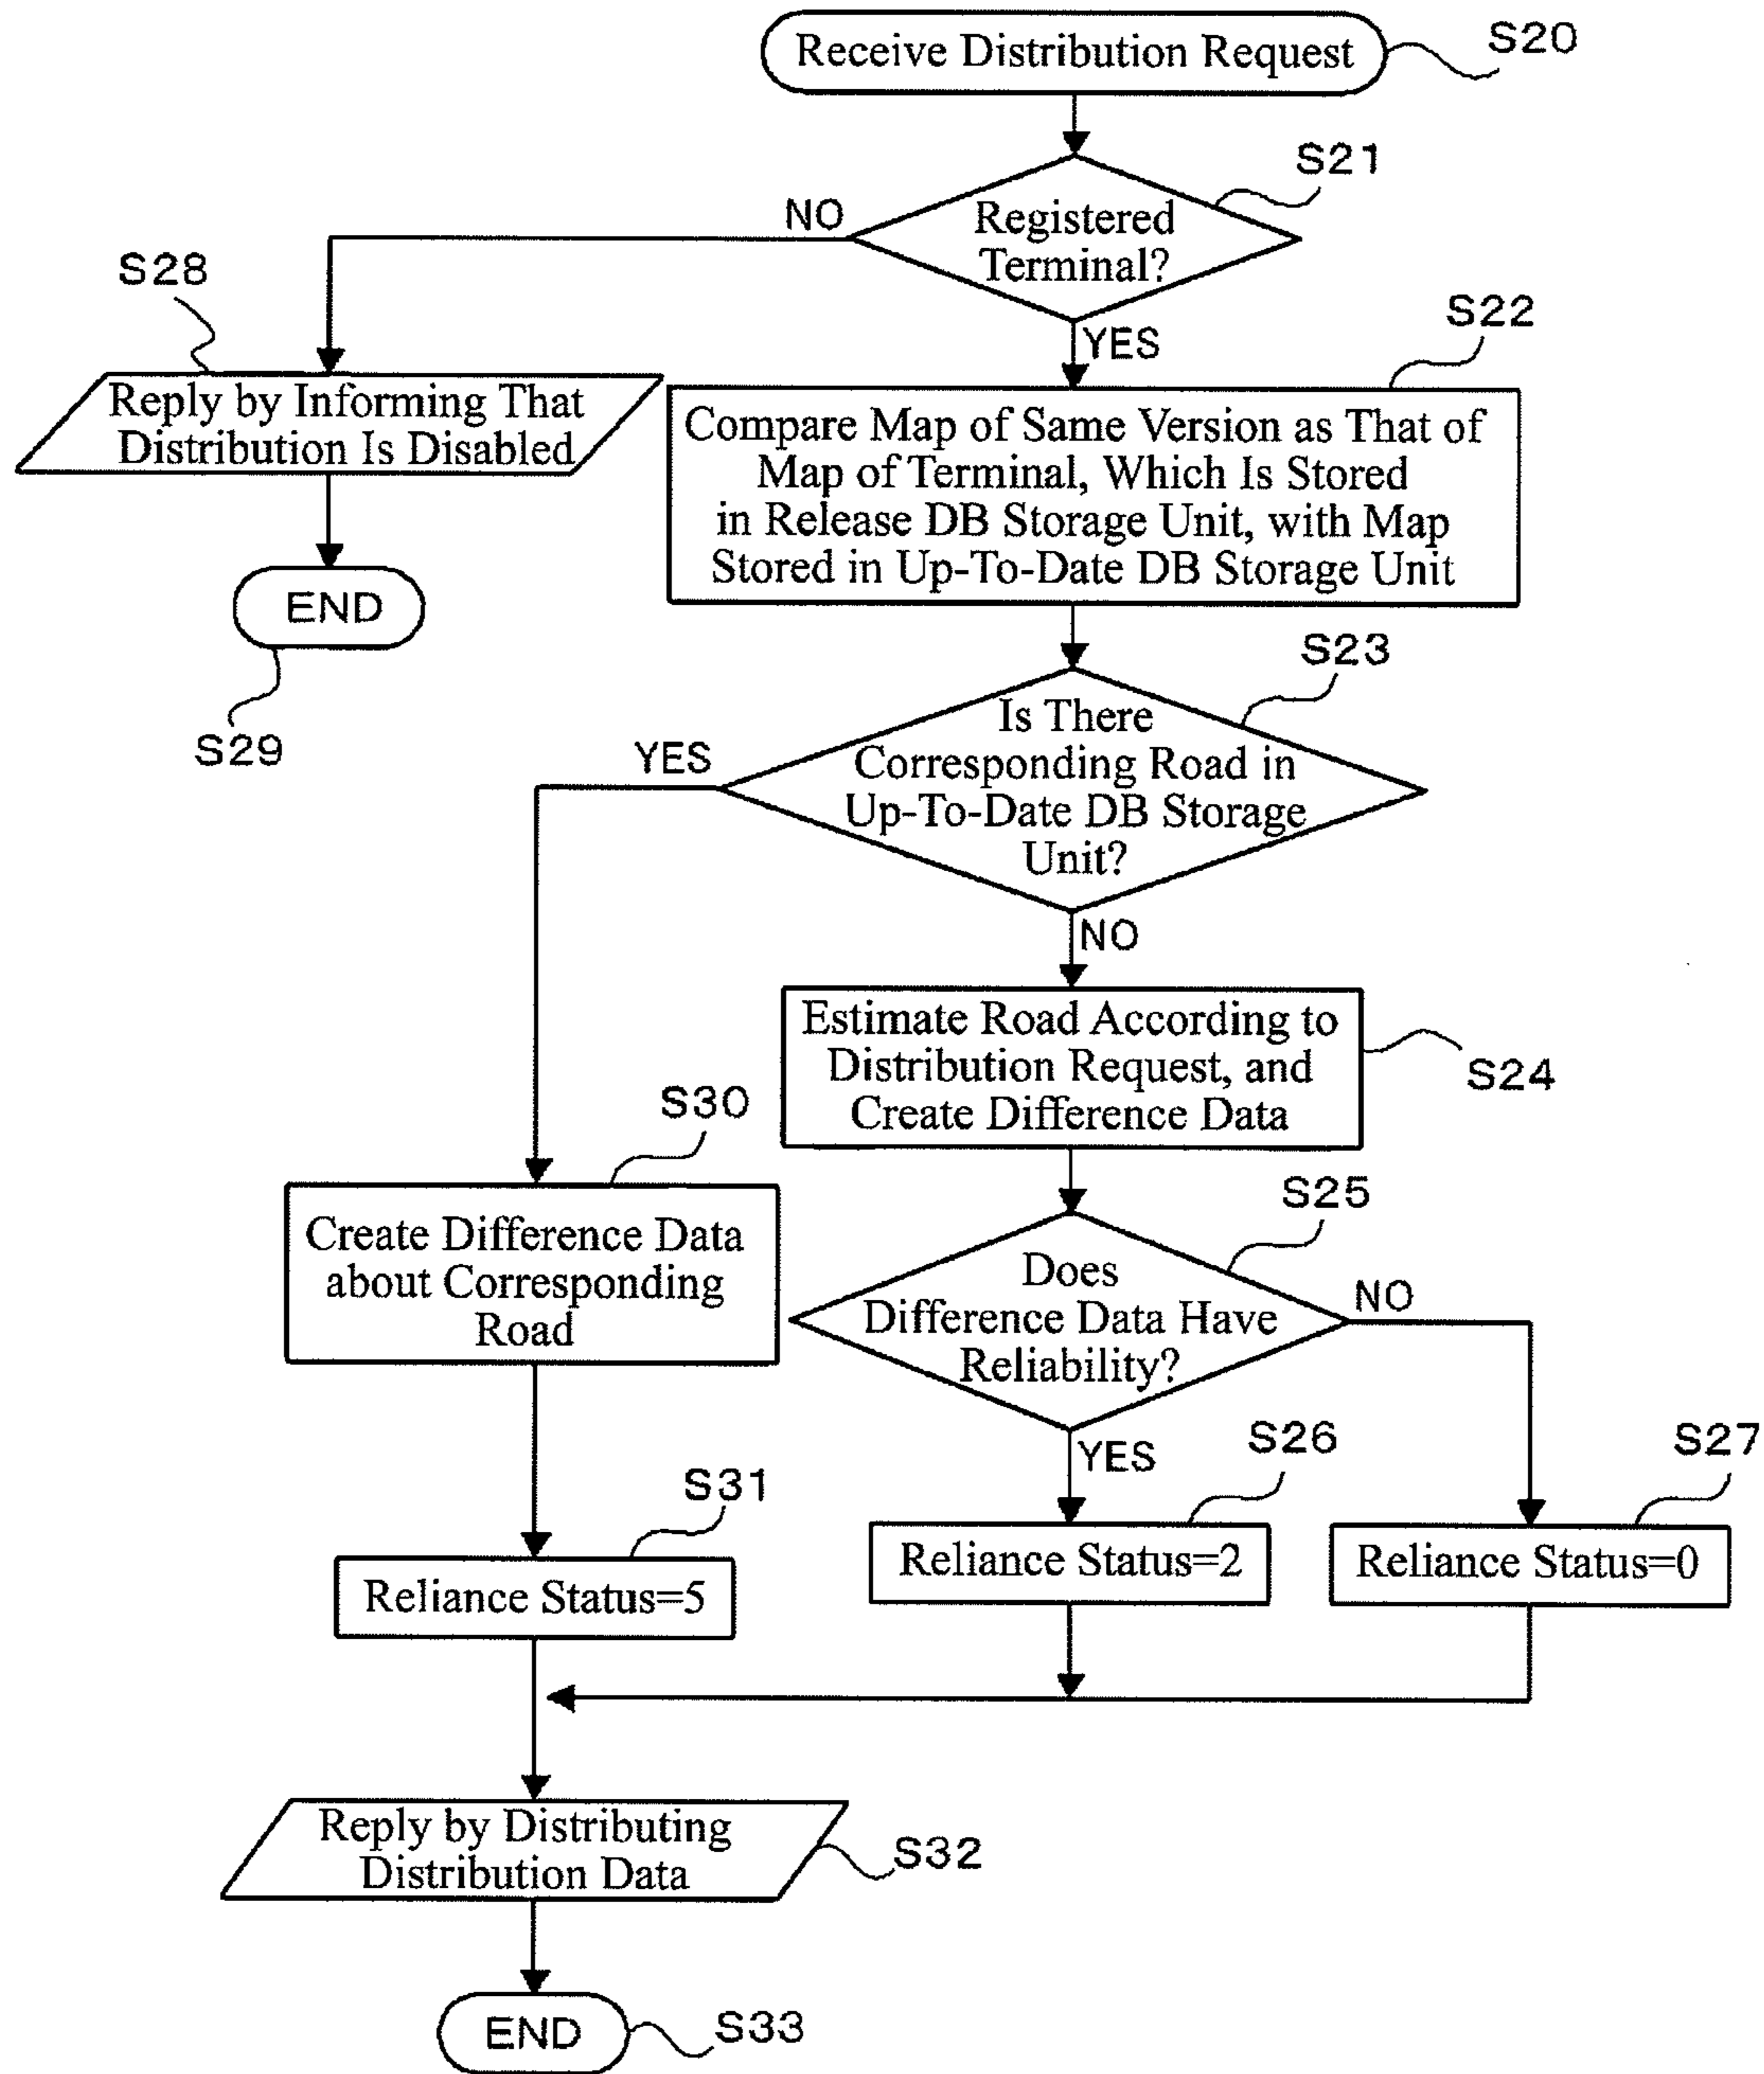 Receive Distribution Request
S20
S21
NO
Registered
Terminal?
S28
S22
YES
Reply by Informing That
Distribution Is Disabled
Compare Map of Same Version as That of
Map of Terminal, Which Is Stored
in Release DB Storage Unit, with Map
Stored in Up-To-Date DB Storage Unit
END
S29
S23
YES
Is There
Corresponding Road in
Up-To-Date DB Storage
Unit?
NO
Estimate Road According to
Distribution Request, and
Create Difference Data
S24
S30
S25
Create Difference Data
about Corresponding
Road
Does
Difference Data Have
Reliability?
NO
YES
S26
S27
S31
Reliance Status=5
Reliance Status=2
Reliance Status=0
Reply by Distributing
Distribution Data
S32
END
S33